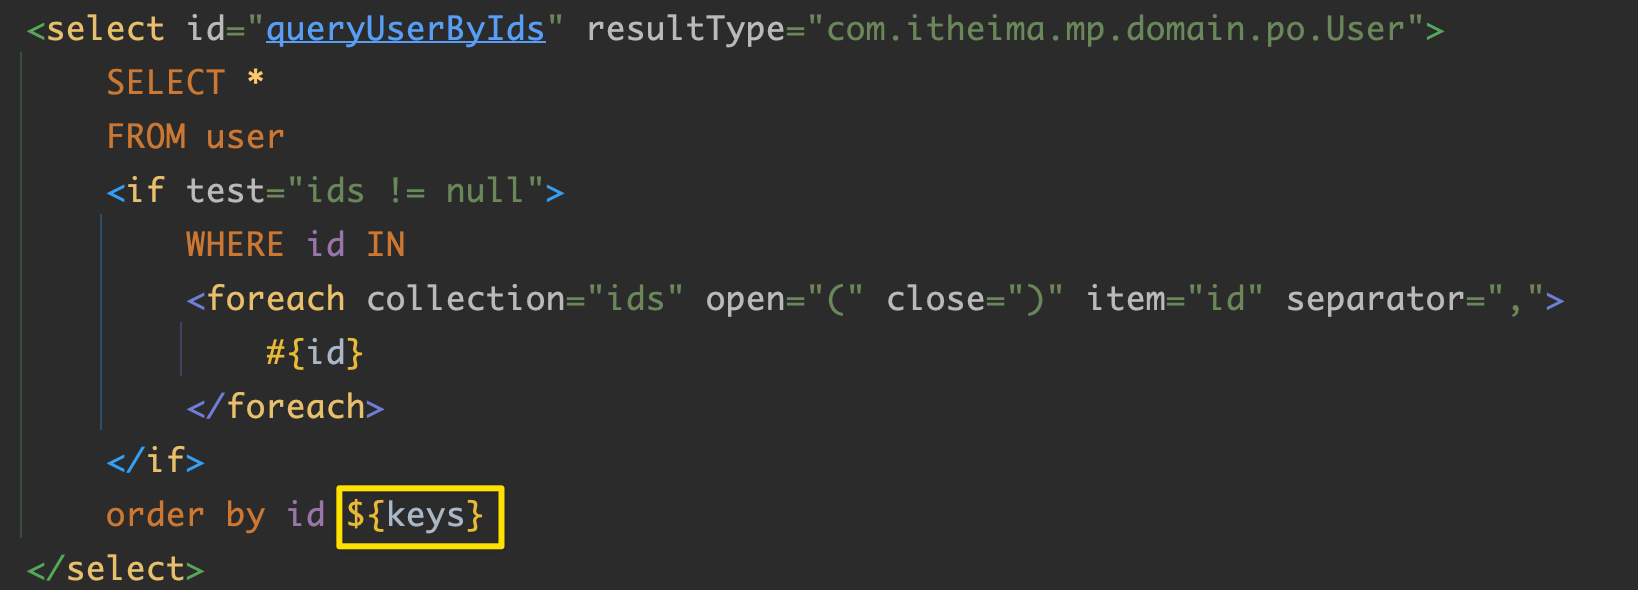 <select id="queryUserByIds" resultType="com.itheima.mp.domain.po.User">
SELECT *
FROM user
<if test="ids != null">
WHERE id IN
<foreach collection="ids" open="(" close=")" item="id" separator=",">
#{id}
</foreach>
</if>
order by id ${keys}
</select>